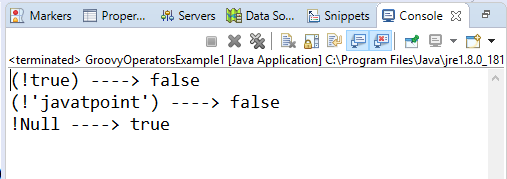 Markers Proper... Servers Data So... Snippets Console
<terminated> GroovyOperatorsExample1 [Java Application] C:\Program Files\Java\jre1.8.0_181
(!true) ----> false
(!'javatpoint') ----> false
!Null ----> true